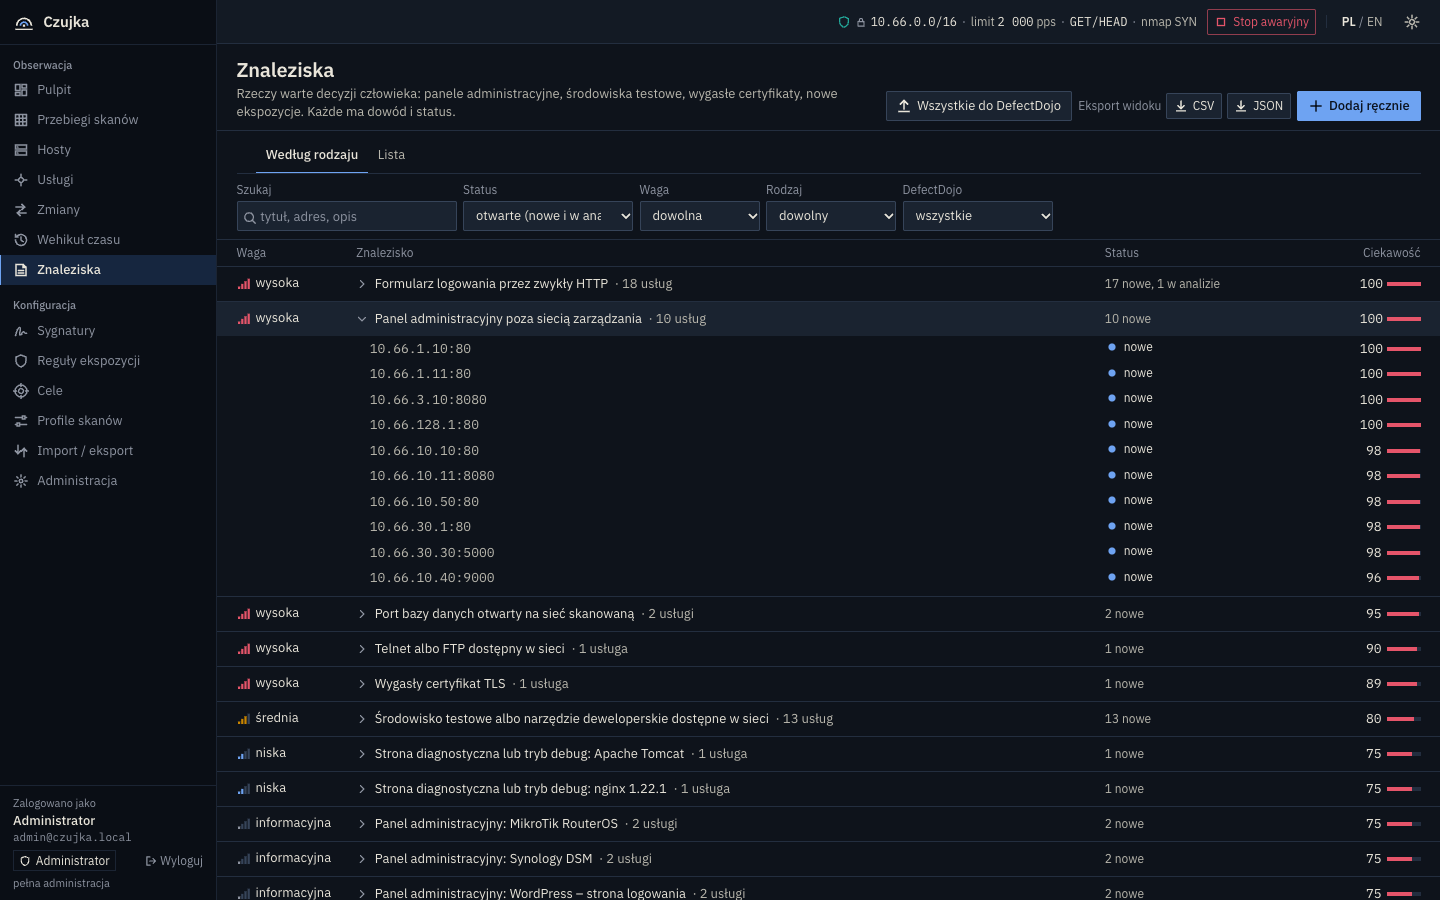 Czujka
10.66.0.0/16 · limit 2 000 pps · GET/HEAD · nmap SYN
Stop awaryjny
PL / EN
Obserwacja
Pulpit
Przebiegi skanów
Hosty
Usługi
Zmiany
Wehikuł czasu
Znaleziska
Konfiguracja
Sygnatury
Reguły ekspozycji
Cele
Profile skanów
Import / eksport
Administracja
Zalogowano jako
Administrator
admin@czujka.local
Administrator
Wyloguj
pełna administracja
Znaleziska
Rzeczy warte decyzji człowieka: panele administracyjne, środowiska testowe, wygasłe certyfikaty, nowe
ekspozycje. Każde ma dowód i status.
Wszystkie do DefectDojo
Eksport widoku
CSV
JSON
Dodaj ręcznie
Według rodzaju
Lista
Szukaj
Status
Waga
Rodzaj
DefectDojo
tytuł, adres, opis
otwarte (nowe i w ana
dowolna
dowolny
wszystkie
Waga Znalezisko Status Ciekawość
wysoka Formularz logowania przez zwykły HTTP · 18 usług 17 nowe, 1 w analizie 100
wysoka Panel administracyjny poza siecią zarządzania · 10 usług 10 nowe 100
10.66.1.10:80 nowe 100
10.66.1.11:80 nowe 100
10.66.3.10:8080 nowe 100
10.66.128.1:80 nowe 100
10.66.10.10:80 nowe 98
10.66.10.11:8080 nowe 98
10.66.10.50:80 nowe 98
10.66.30.1:80 nowe 98
10.66.30.30:5000 nowe 98
10.66.10.40:9000 nowe 96
wysoka Port bazy danych otwarty na sieć skanowaną · 2 usługi 2 nowe 95
wysoka Telnet albo FTP dostępny w sieci · 1 usługa 1 nowe 90
wysoka Wygasły certyfikat TLS · 1 usługa 1 nowe 89
średnia Środowisko testowe albo narzędzie deweloperskie dostępne w sieci · 13 usług 13 nowe 80
niska Strona diagnostyczna lub tryb debug: Apache Tomcat · 1 usługa 1 nowe 75
niska Strona diagnostyczna lub tryb debug: nginx 1.22.1 · 1 usługa 1 nowe 75
informacyjna Panel administracyjny: MikroTik RouterOS · 2 usługi 2 nowe 75
informacyjna Panel administracyjny: Synology DSM · 2 usługi 2 nowe 75
informacyjna Panel administracyjny: WordPress – strona logowania · 2 usługi 2 nowe 75